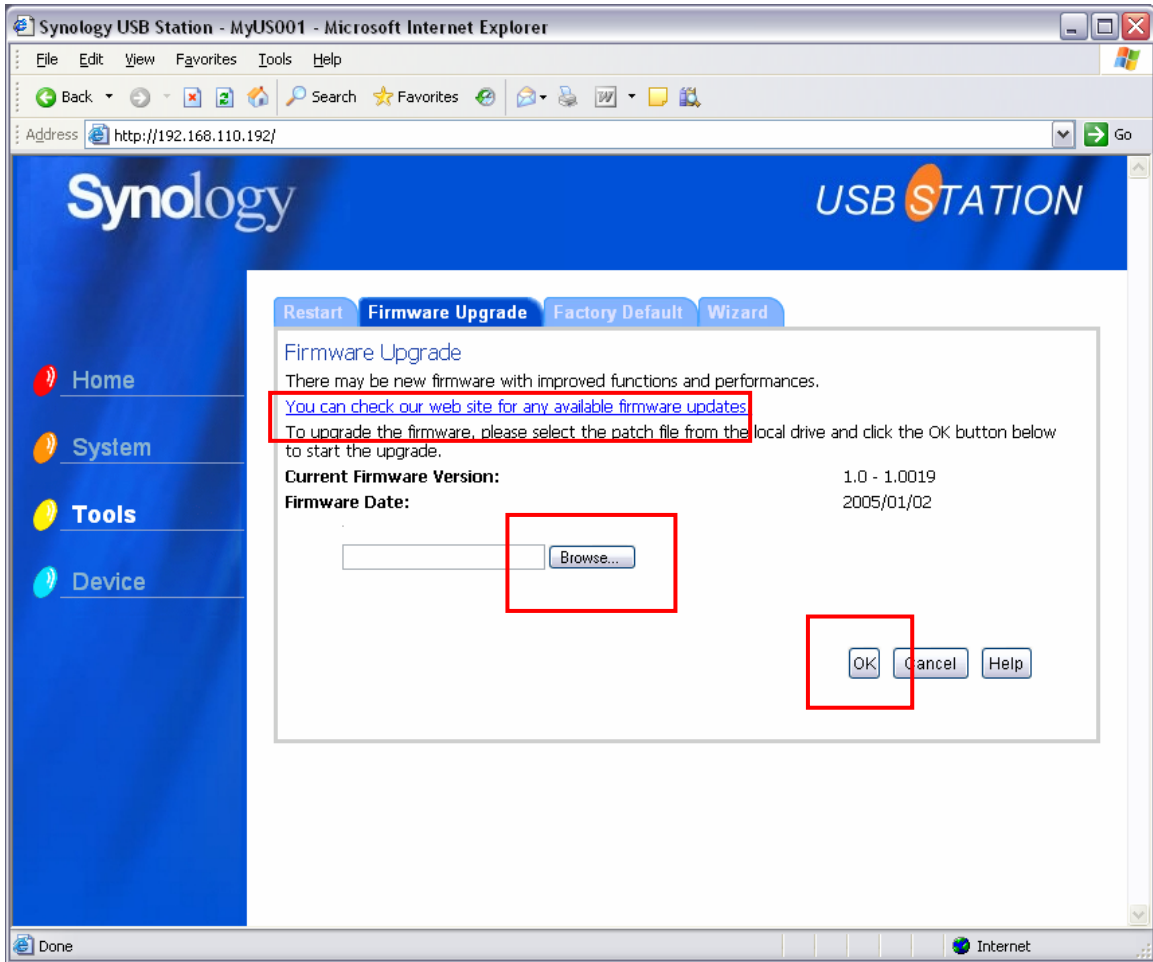 Synology USB Station - MyUS001 - Microsoft Internet Explorer
File Edit View Favorites Tools Help
Back Search Favorites
Address http://192.168.110.192/ Go
Synology
USB STATION
Restart Firmware Upgrade Factory Default Wizard
Home
System
Tools
Device
Firmware Upgrade
There may be new firmware with improved functions and performances.
You can check our web site for any available firmware updates
To upgrade the firmware, please select the patch file from the local drive and click the OK button below
to start the upgrade.
Current Firmware Version: 1.0 - 1.0019
Firmware Date: 2005/01/02
Browse...
OK Cancel Help
Done Internet